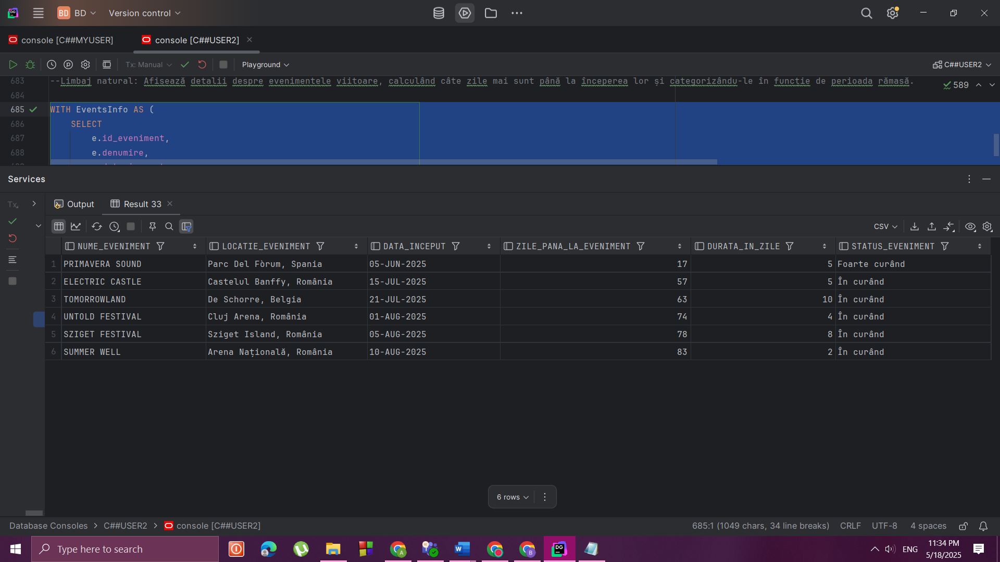 BD BD Version control
console [C##MYUSER] console [C##USER2]
Tx: Manual Playground C##USER2
683 --Limbaj natural: Afisează detalii despre evenimentele viitoare, calculând câte zile mai sunt până la începerea lor și categorizându-le în functie de perioada rămasă. 589
684
685 WITH EventsInfo AS (
686 SELECT
687 e.id_eveniment,
688 e.denumire,
Services
Tx Output Result 33
CSV
NUME_EVENIMENT LOCATIE_EVENIMENT DATA_INCEPUT ZILE_PANA_LA_EVENIMENT DURATA_IN_ZILE STATUS_EVENIMENT
1 PRIMAVERA SOUND Parc Del Fòrum, Spania 05-JUN-2025 17 5 Foarte curând
2 ELECTRIC CASTLE Castelul Banffy, România 15-JUL-2025 57 5 În curând
3 TOMORROWLAND De Schorre, Belgia 21-JUL-2025 63 10 În curând
4 UNTOLD FESTIVAL Cluj Arena, România 01-AUG-2025 74 4 În curând
5 SZIGET FESTIVAL Sziget Island, România 05-AUG-2025 78 8 În curând
6 SUMMER WELL Arena Națională, România 10-AUG-2025 83 2 În curând
6 rows
Database Consoles > C##USER2 > console [C##USER2] 685:1 (1049 chars, 34 line breaks) CRLF UTF-8 4 spaces
Type here to search ENG 11:34 PM
5/18/2025